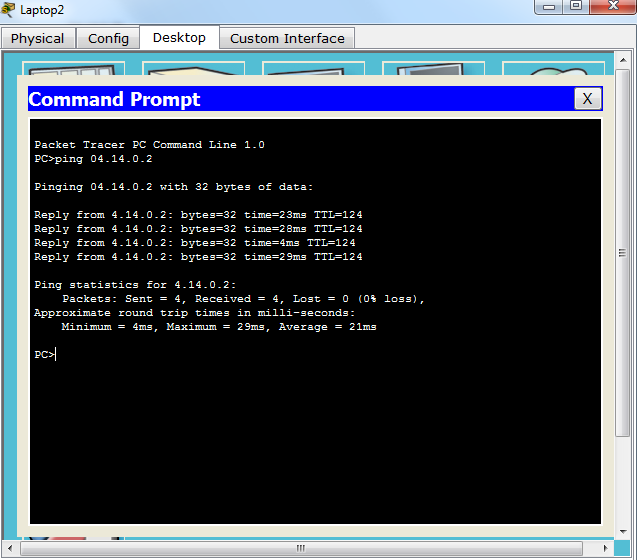 Laptop2
Physical Config Desktop Custom Interface
Command Prompt X
Packet Tracer PC Command Line 1.0
PC>ping 04.14.0.2
Pinging 04.14.0.2 with 32 bytes of data:
Reply from 4.14.0.2: bytes=32 time=23ms TTL=124
Reply from 4.14.0.2: bytes=32 time=28ms TTL=124
Reply from 4.14.0.2: bytes=32 time=4ms TTL=124
Reply from 4.14.0.2: bytes=32 time=29ms TTL=124
Ping statistics for 4.14.0.2:
    Packets: Sent = 4, Received = 4, Lost = 0 (0% loss),
Approximate round trip times in milli-seconds:
    Minimum = 4ms, Maximum = 29ms, Average = 21ms
PC>